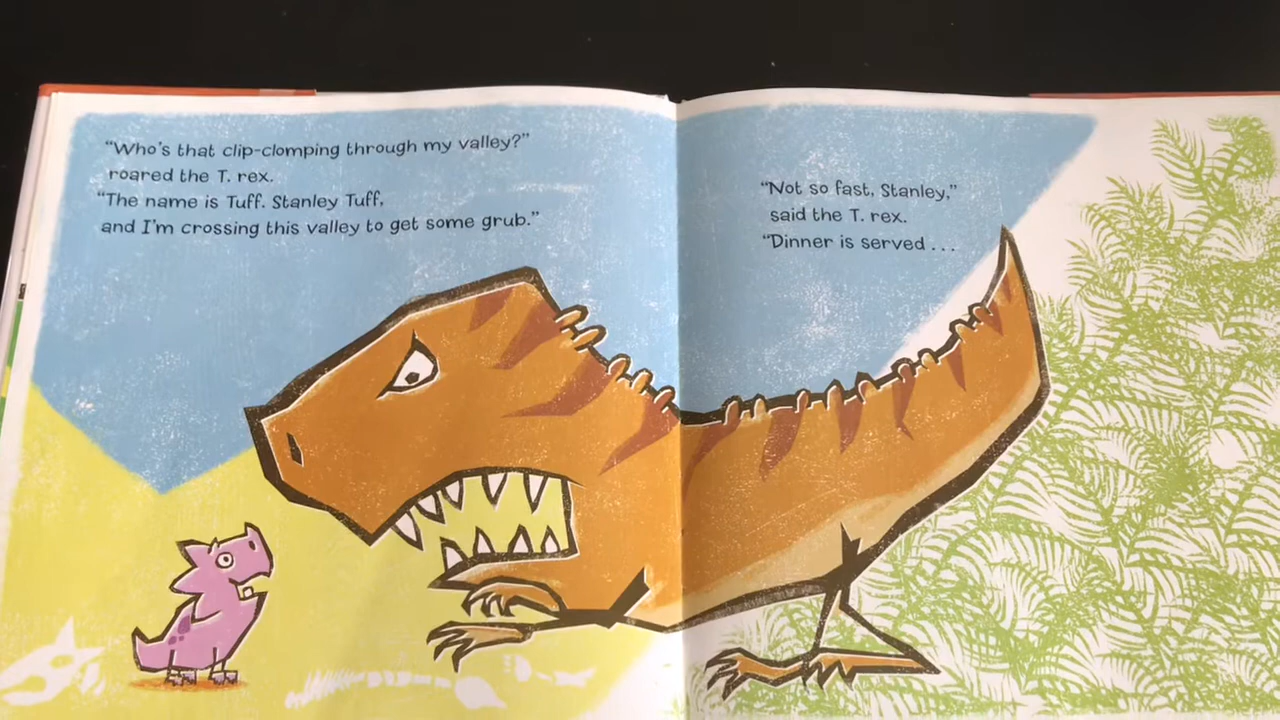 “Who’s that clip-clomping through my valley?”
roared the T. rex.
“The name is Tuff. Stanley Tuff,
and I’m crossing this valley to get some grub.”
“Not so fast, Stanley,”
said the T. rex.
“Dinner is served . . .